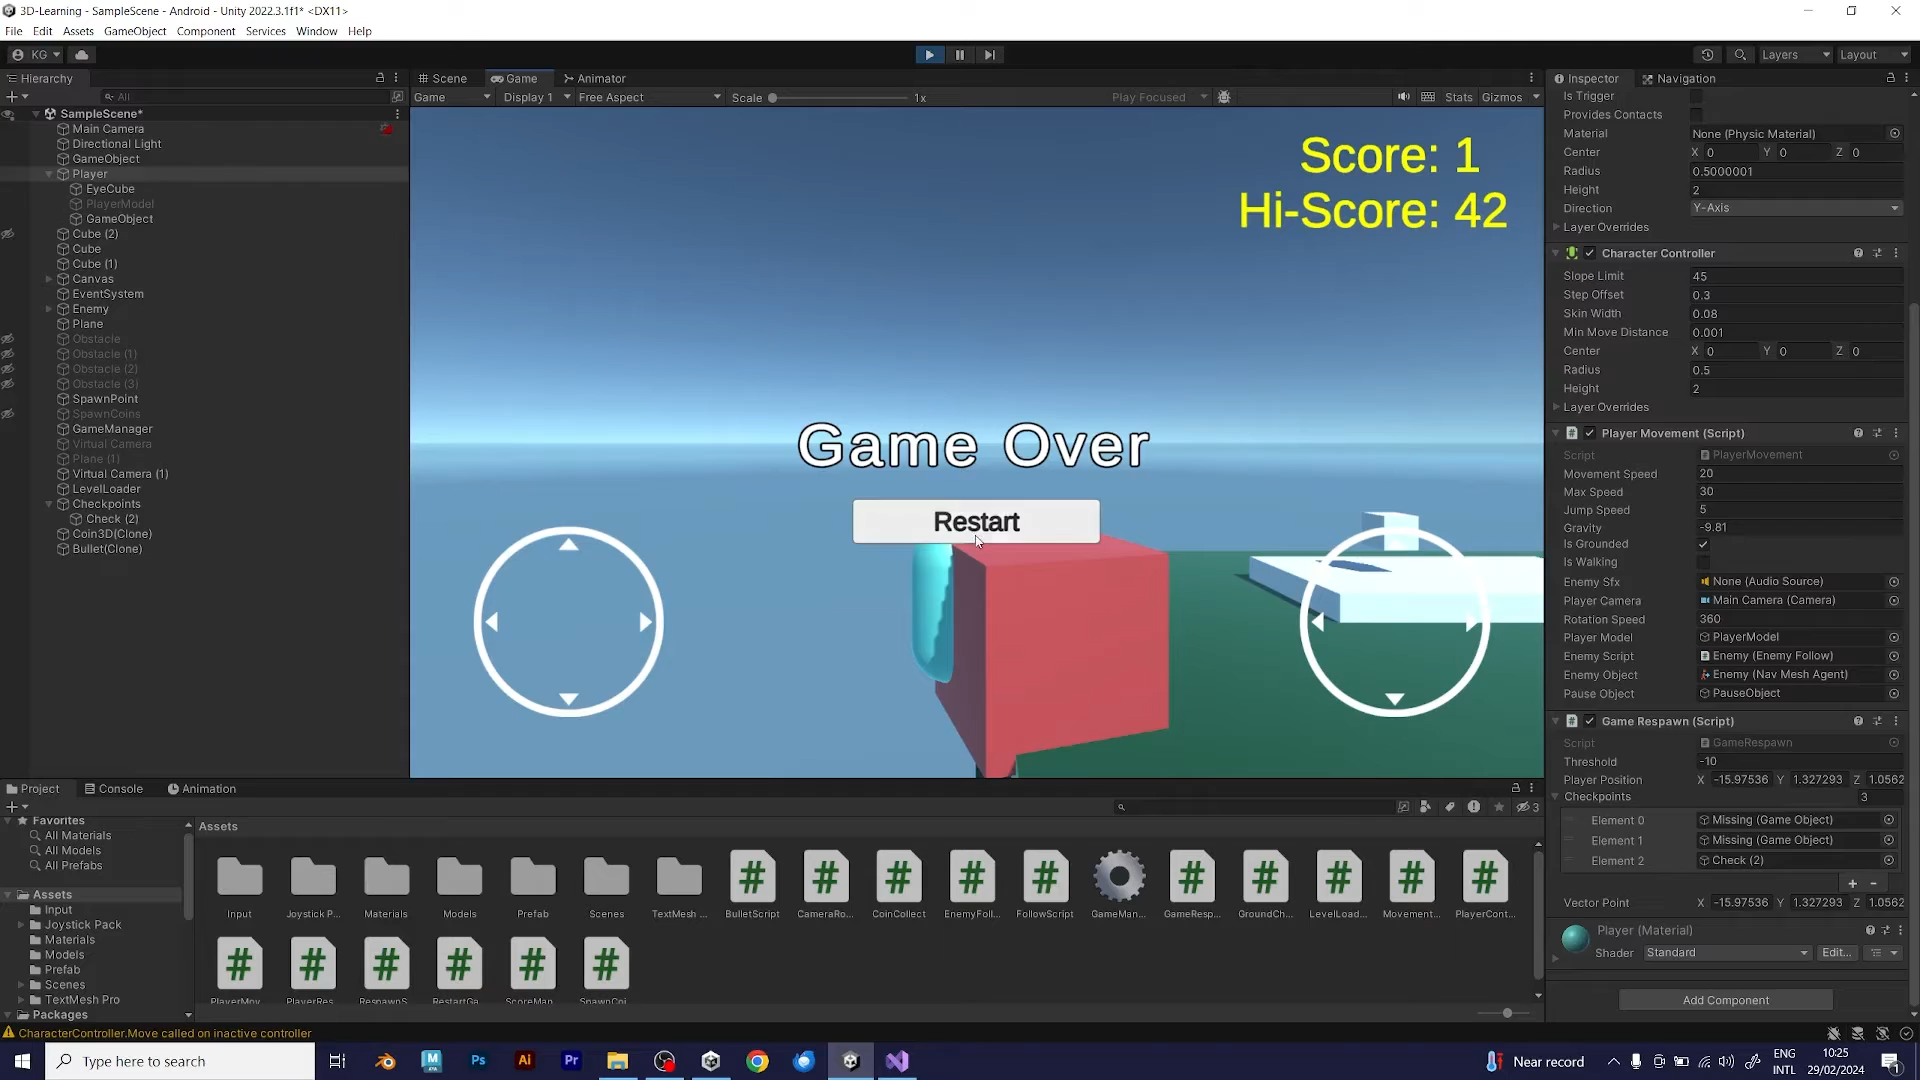 3D-Learning - SampleScene - Android - Unity 2022.3.1f1* <DX11>
File Edit Assets GameObject Component Services Window Help
KG
Layers
Layout
Hierarchy
All
SampleScene*
Main Camera
Directional Light
GameObject
Player
EyeCube
PlayerModel
GameObject
Cube (2)
Cube
Cube (1)
Canvas
EventSystem
Enemy
Plane
Obstacle
Obstacle (1)
Obstacle (2)
Obstacle (3)
SpawnPoint
SpawnCoins
GameManager
Virtual Camera
Plane (1)
Virtual Camera (1)
LevelLoader
Checkpoints
Check (2)
Coin3D(Clone)
Bullet(Clone)
Scene Game Animator
Game Display 1 Free Aspect Scale 1x Play Focused Stats Gizmos
Score: 1
Hi-Score: 42
Game Over
Restart
Inspector Navigation
Is Trigger
Provides Contacts
Material None (Physic Material)
Center X 0 Y 0 Z 0
Radius 0.5000001
Height 2
Direction Y-Axis
Layer Overrides
Character Controller
Slope Limit 45
Step Offset 0.3
Skin Width 0.08
Min Move Distance 0.001
Center X 0 Y 0 Z 0
Radius 0.5
Height 2
Layer Overrides
# Player Movement (Script)
Script PlayerMovement
Movement Speed 20
Max Speed 30
Jump Speed 5
Gravity -9.81
Is Grounded
Is Walking
Enemy Sfx None (Audio Source)
Player Camera Main Camera (Camera)
Rotation Speed 360
Player Model PlayerModel
Enemy Script Enemy (Enemy Follow)
Enemy Object Enemy (Nav Mesh Agent)
Pause Object PauseObject
# Game Respawn (Script)
Script GameRespawn
Threshold -10
Player Position X -15.97536 Y 1.327293 Z 1.0562
Checkpoints 3
Element 0 Missing (Game Object)
Element 1 Missing (Game Object)
Element 2 Check (2)
Vector Point X -15.97536 Y 1.327293 Z 1.0562
Player (Material)
Shader Standard Edit...
Add Component
Project Console Animation
3
Favorites
All Materials
All Models
All Prefabs
Assets
Input
Joystick Pack
Materials
Models
Prefab
Scenes
TextMesh Pro
Packages
Assets
Input Joystick P... Materials Models Prefab Scenes TextMesh ... BulletScript CameraRo... CoinCollect EnemyFoll... FollowScript GameMan... GameResp... GroundCh... LevelLoad... Movement... PlayerCont...
PlayerMov... PlayerRes... RespawnS... RestartGa... ScoreMan... SpawnCoi...
CharacterController.Move called on inactive controller
Type here to search
Ps Ai Pr
Near record
ENG
INTL
10:25
29/02/2024
1